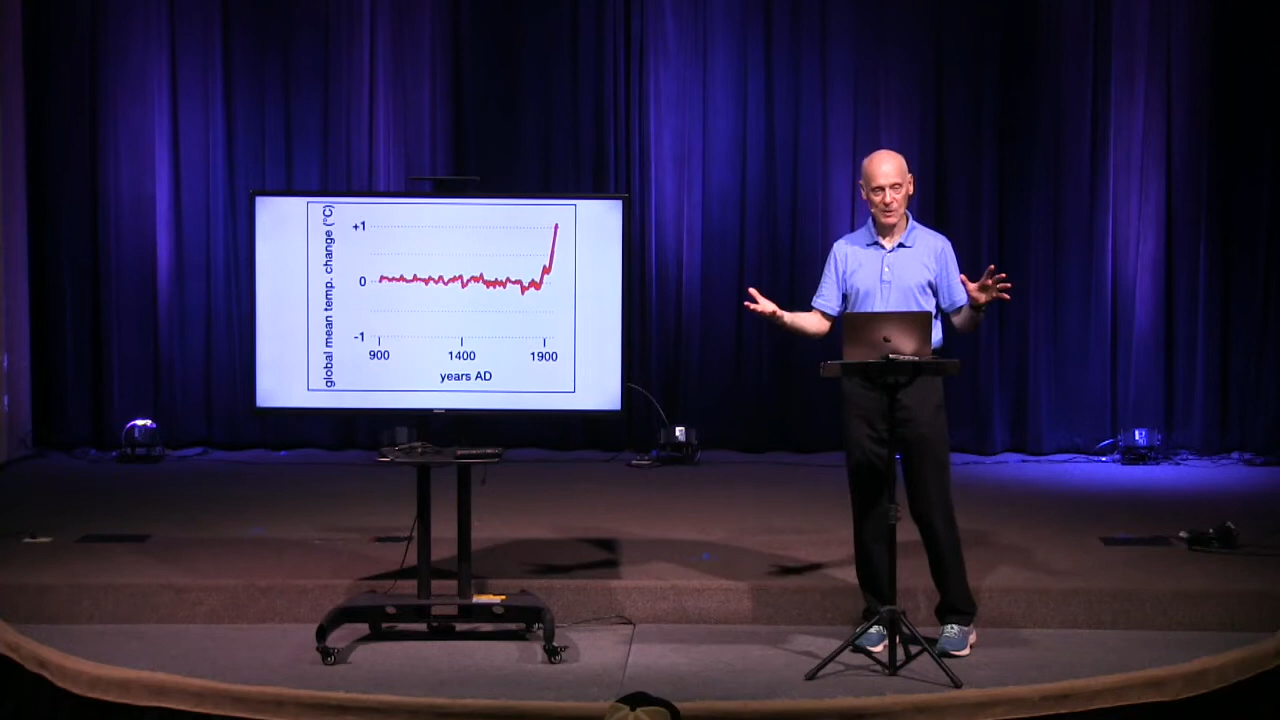 global mean temp. change (°C)
+1
0
-1
900 1400 1900
years AD